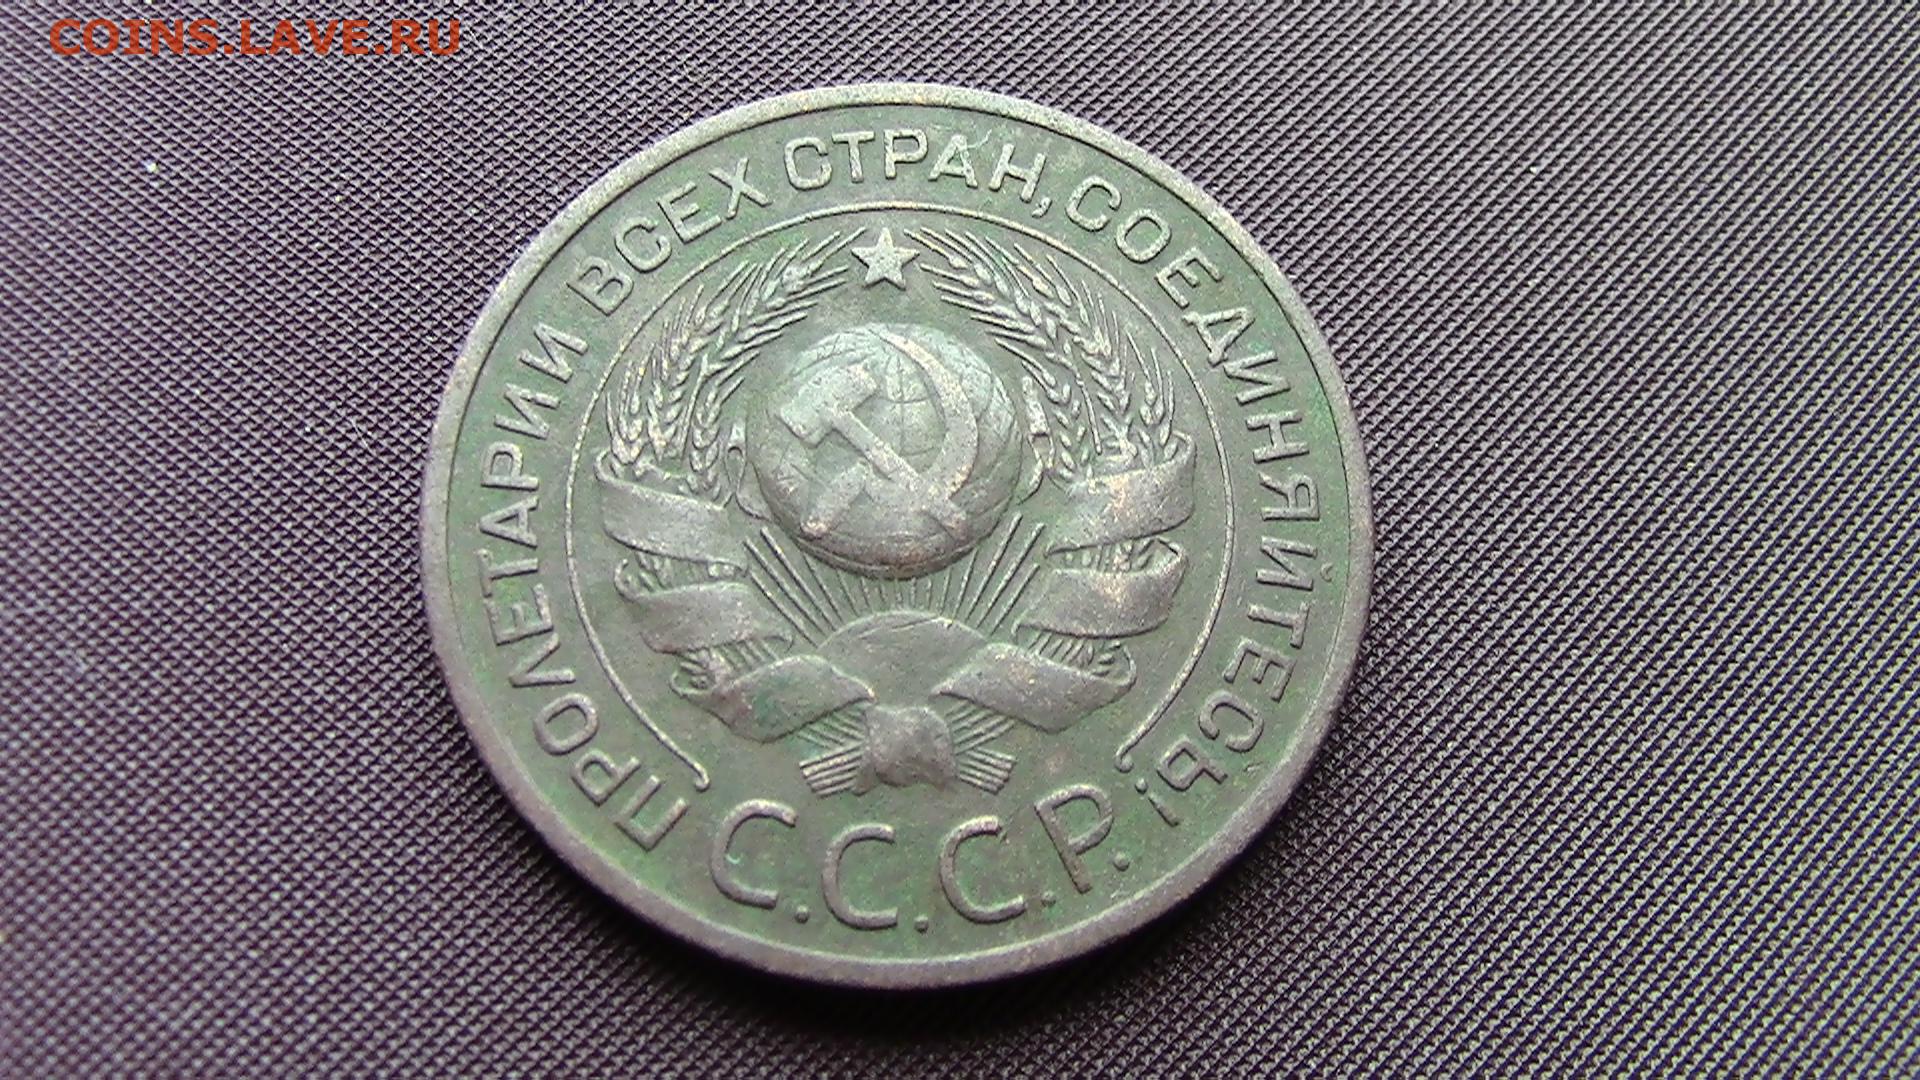 COINS.LAVE.RU
ПРОЛЕТАРИИ ВСЕХ СТРАН, СОЕДИНЯЙТЕСЬ!
С.С.С.Р.